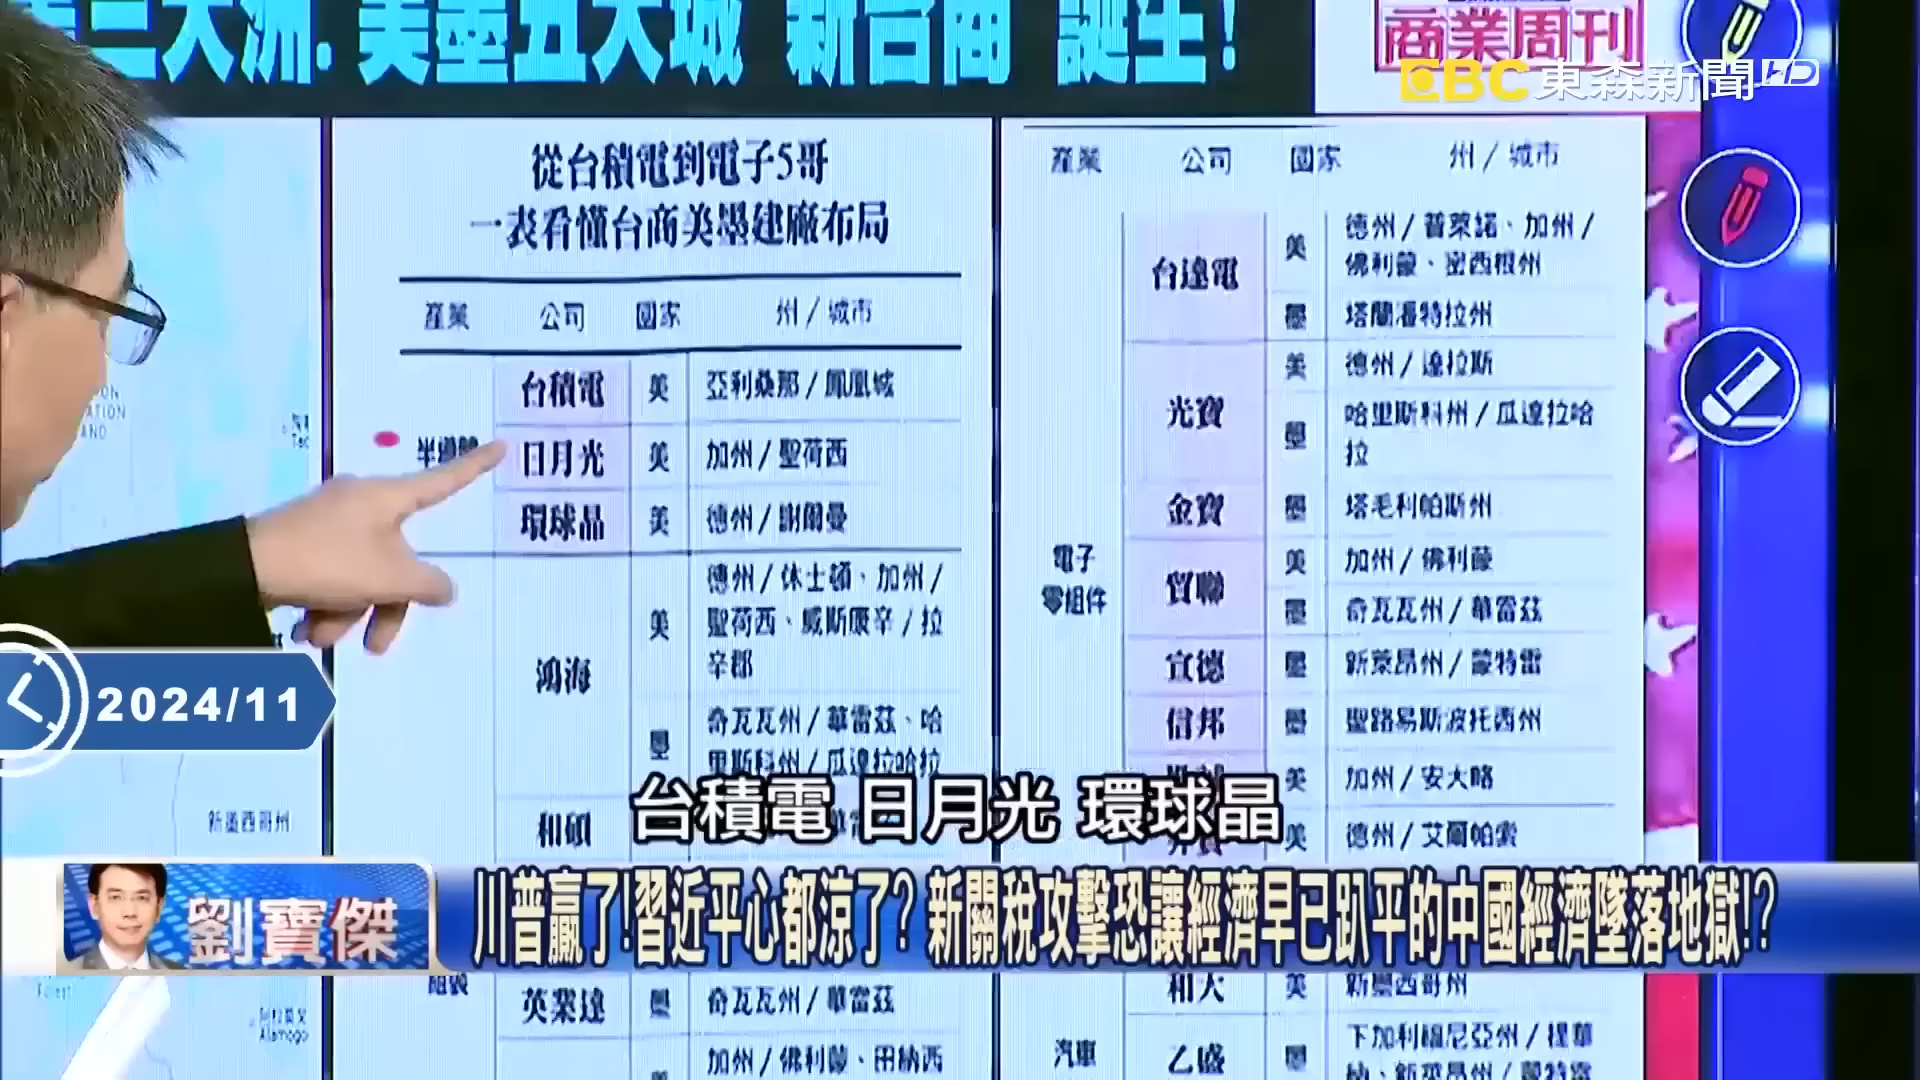 三大洲.美墨五大城 新台商 誕生!
商業周刊
EBC 東森新聞 HD
從台積電到電子5哥
一表看懂台商美墨建廠布局
產業 公司 國家 州/城市
半導體
台積電 美 亞利桑那/鳳凰城
日月光 美 加州/聖荷西
環球晶 美 德州/謝爾曼
鴻海 美 德州/休士頓、加州/
聖荷西、威斯康辛/拉
辛郡
墨 奇瓦瓦州/華雷茲、哈
里斯科州/瓜達拉哈拉
和碩
組裝
英業達 墨 奇瓦瓦州/華雷茲
美 加州/佛利蒙、田納西
產業 公司 國家 州/城市
電子
零組件
台達電 美 德州/普萊諾、加州/
佛利蒙、密西根州
墨 塔蘭潘特拉州
光寶 美 德州/達拉斯
墨 哈里斯科州/瓜達拉哈
拉
金寶 墨 塔毛利帕斯州
貿聯 美 加州/佛利蒙
墨 奇瓦瓦州/華雷茲
宣德 墨 新萊昂州/蒙特雷
信邦 墨 聖路易斯波托西州
美 加州/安大略
美 德州/艾爾帕索
汽車
和大 美 新墨西哥州
乙盛 墨 下加利福尼亞州/提華
納、新萊昂州/蒙特雷
新墨西哥州
Alamogo
2024/11
台積電 日月光 環球晶
劉寶傑
川普贏了!習近平心都涼了? 新關稅攻擊恐讓經濟早已趴平的中國經濟墜落地獄!?